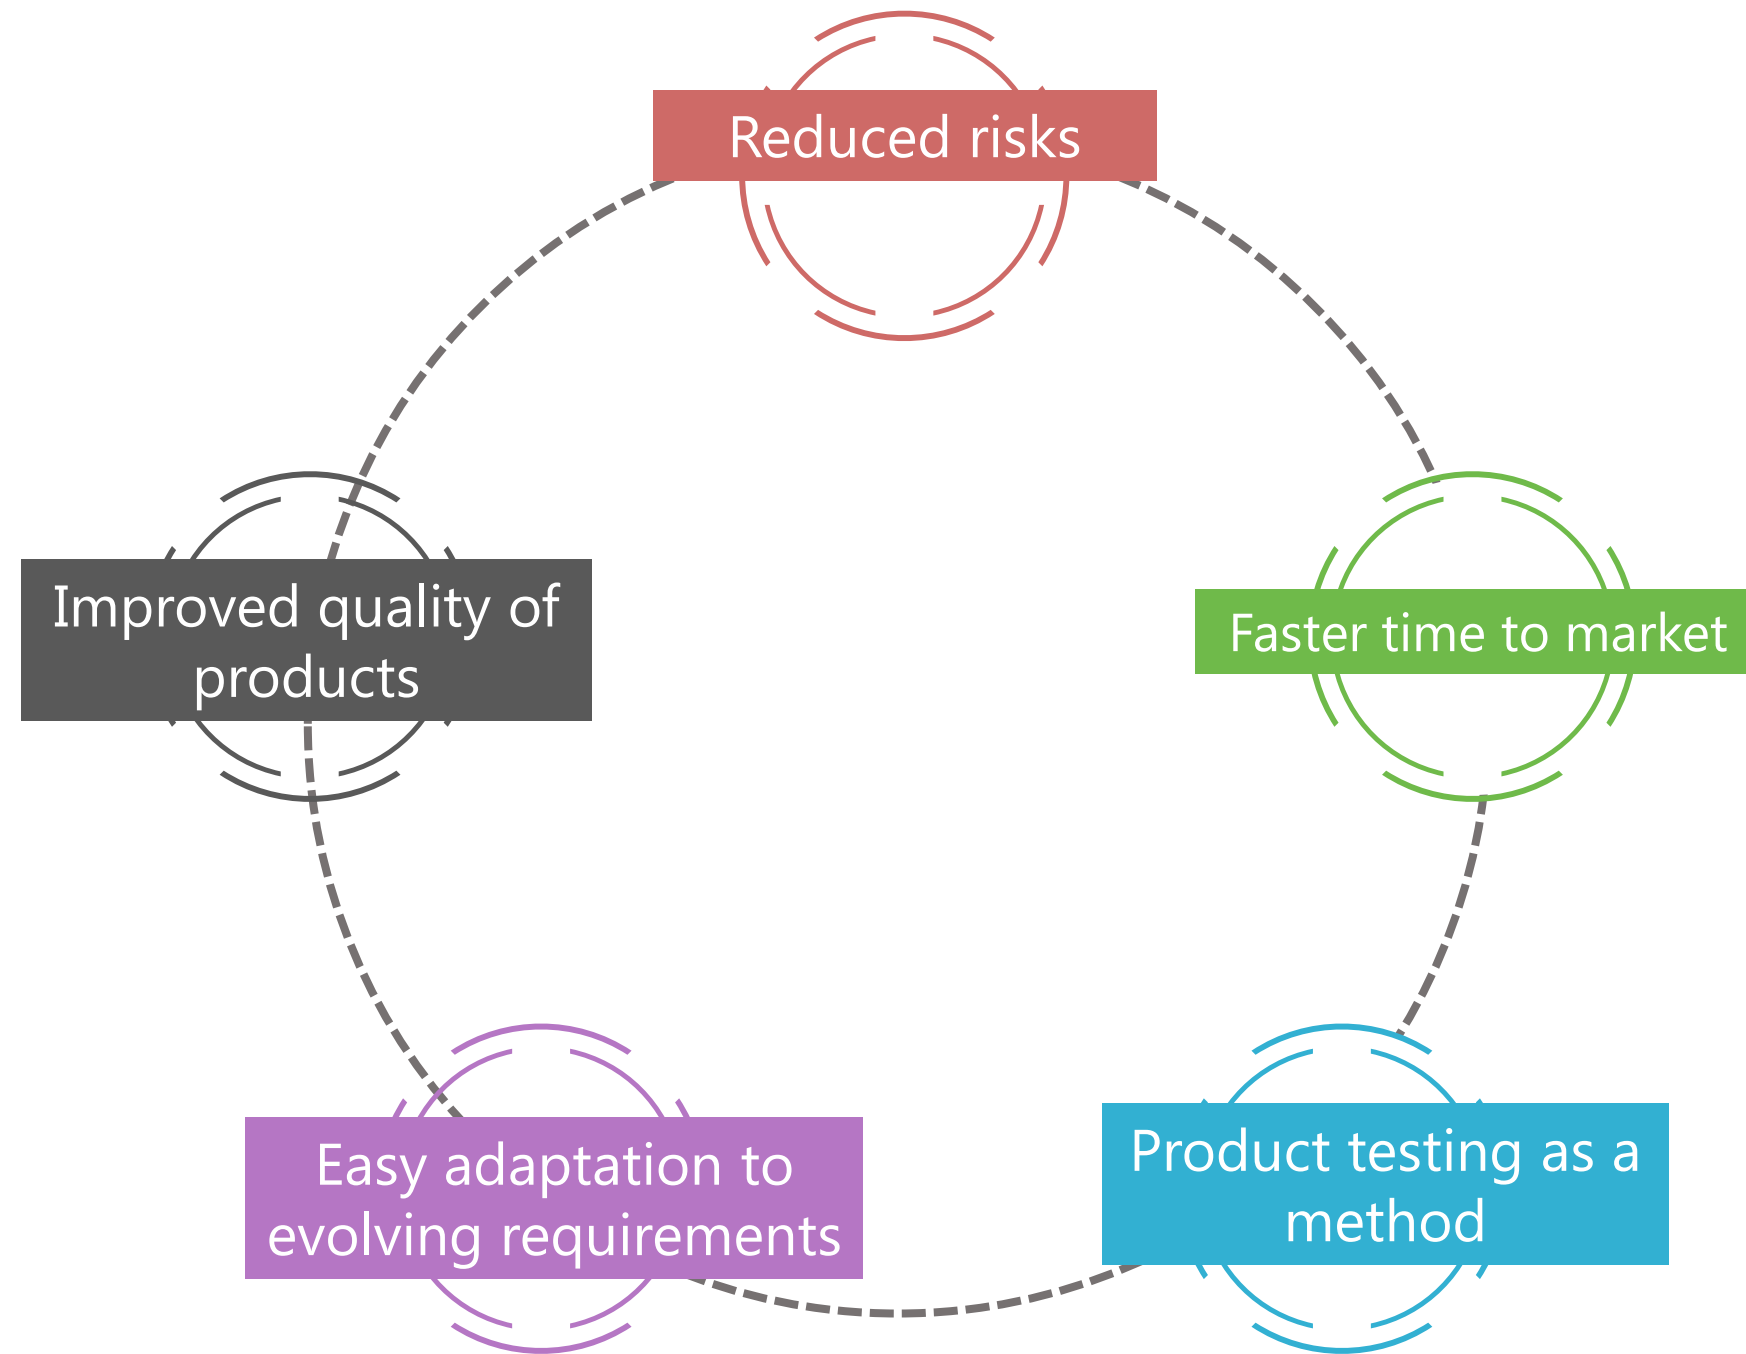 Reduced risks
Improved quality of
products
Faster time to market
Easy adaptation to
evolving requirements
Product testing as a
method